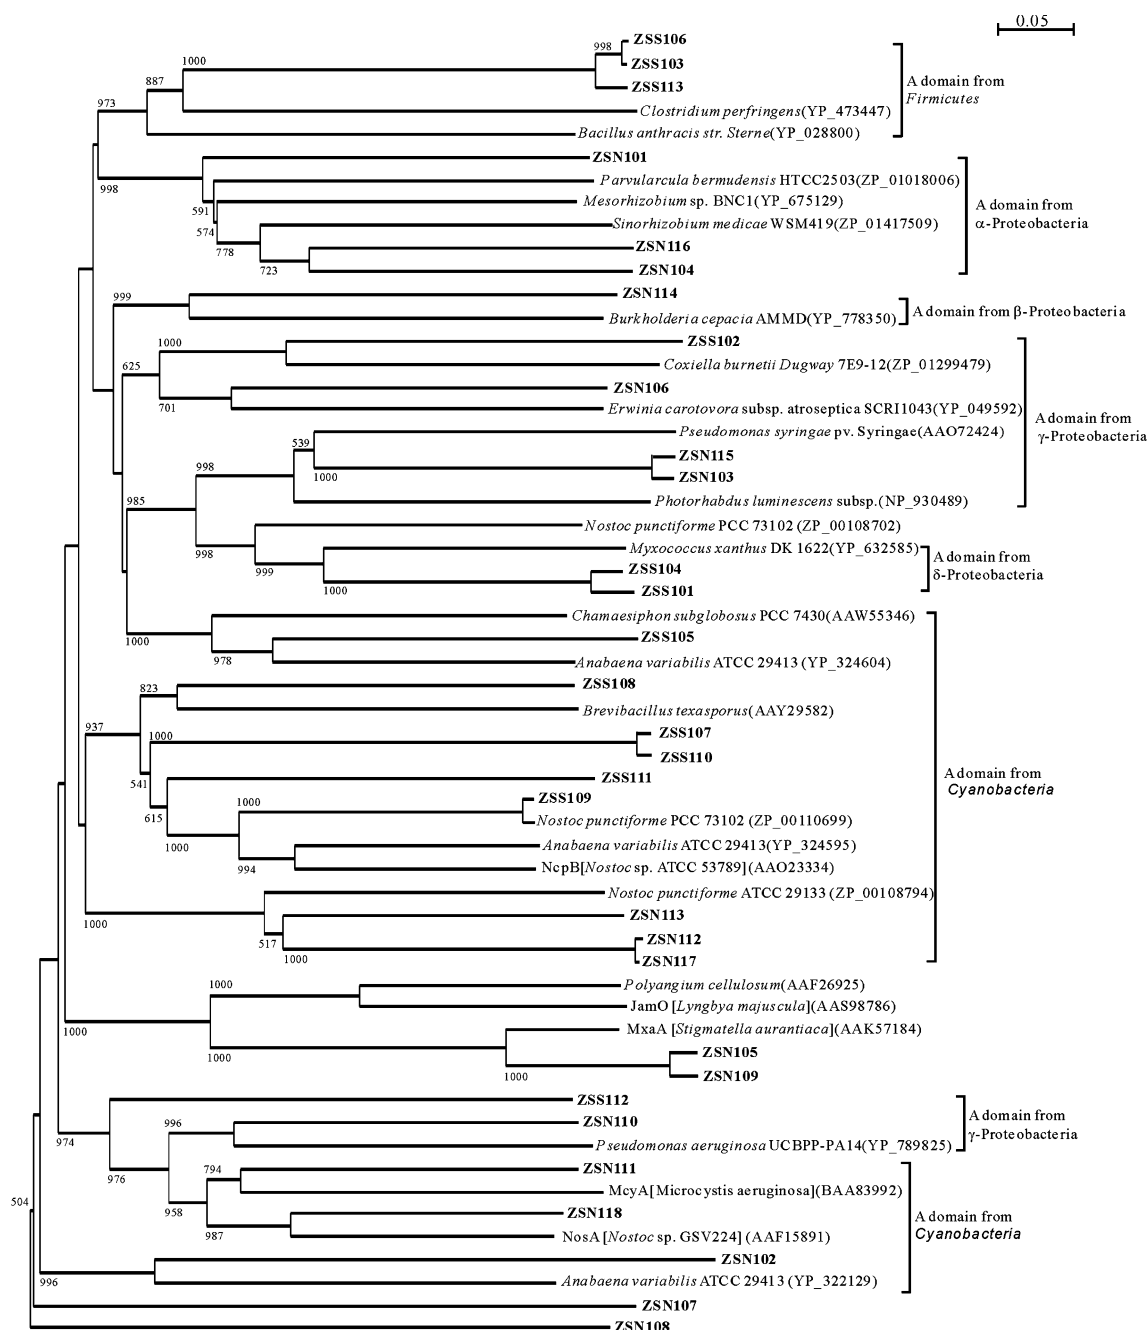 0.05
ZSS106
998
1000
ZSS103
887
ZSS113
A domain from
Firmicutes
973
Clostridium perfringens(YP_473447)
Bacillus anthracis str. Sterne(YP_028800)
ZSN101
998
Parvularcula bermudensis HTCC2503(ZP_01018006)
591
Mesorhizobium sp. BNC1(YP_675129)
A domain from
α-Proteobacteria
574
Sinorhizobium medicae WSM419(ZP_01417509)
778
ZSN116
723
ZSN104
999
ZSN114
Burkholderia cepacia AMMD(YP_778350)
A domain from β-Proteobacteria
1000
ZSS102
625
Coxiella burnetii Dugway 7E9-12(ZP_01299479)
ZSN106
701
Erwinia carotovora subsp. atroseptica SCRI1043(YP_049592)
A domain from
γ-Proteobacteria
539
Pseudomonas syringae pv. Syringae(AAO72424)
998
ZSN115
1000
ZSN103
985
Photorhabdus luminescens subsp.(NP_930489)
Nostoc punctiforme PCC 73102 (ZP_00108702)
998
Myxococcus xanthus DK 1622(YP_632585)
A domain from
δ-Proteobacteria
999
ZSS104
1000
ZSS101
Chamaesiphon subglobosus PCC 7430(AAW55346)
1000
ZSS105
978
Anabaena variabilis ATCC 29413 (YP_324604)
823
ZSS108
Brevibacillus texasporus(AAY29582)
937
1000
ZSS107
ZSS110
541
ZSS111
A domain from
Cyanobacteria
1000
ZSS109
615
Nostoc punctiforme PCC 73102 (ZP_00110699)
1000
Anabaena variabilis ATCC 29413(YP_324595)
994
NcpB[Nostoc sp. ATCC 53789](AAO23334)
Nostoc punctiforme ATCC 29133 (ZP_00108794)
1000
ZSN113
517
ZSN112
1000
ZSN117
1000
Polyangium cellulosum(AAF26925)
JamO [Lyngbya majuscula](AAS98786)
1000
MxaA [Stigmatella aurantiaca](AAK57184)
1000
ZSN105
1000
ZSN109
ZSS112
996
ZSN110
A domain from
γ-Proteobacteria
974
Pseudomonas aeruginosa UCBPP-PA14(YP_789825)
976
794
ZSN111
McyA[Microcystis aeruginosa](BAA83992)
504
958
ZSN118
A domain from
Cyanobacteria
987
NosA [Nostoc sp. GSV224] (AAF15891)
ZSN102
996
Anabaena variabilis ATCC 29413 (YP_322129)
ZSN107
ZSN108